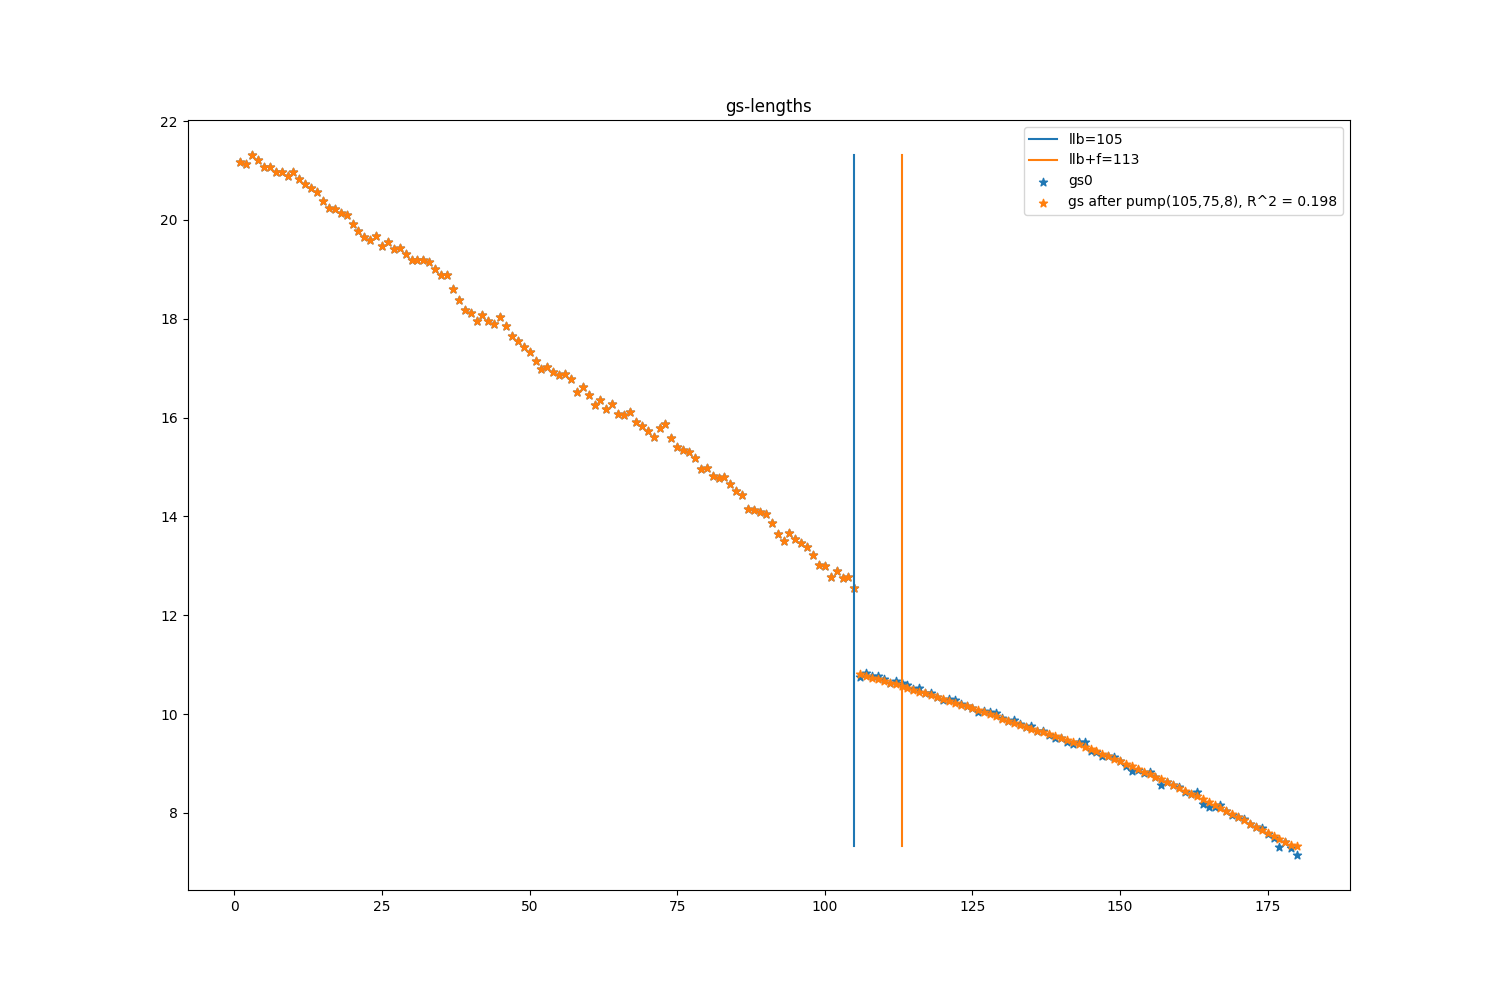 gs-lengths
22
20
18
16
14
12
10
8
0 25 50 75 100 125 150 175
llb=105
llb+f=113
gs0
gs after pump(105,75,8), R^2 = 0.198